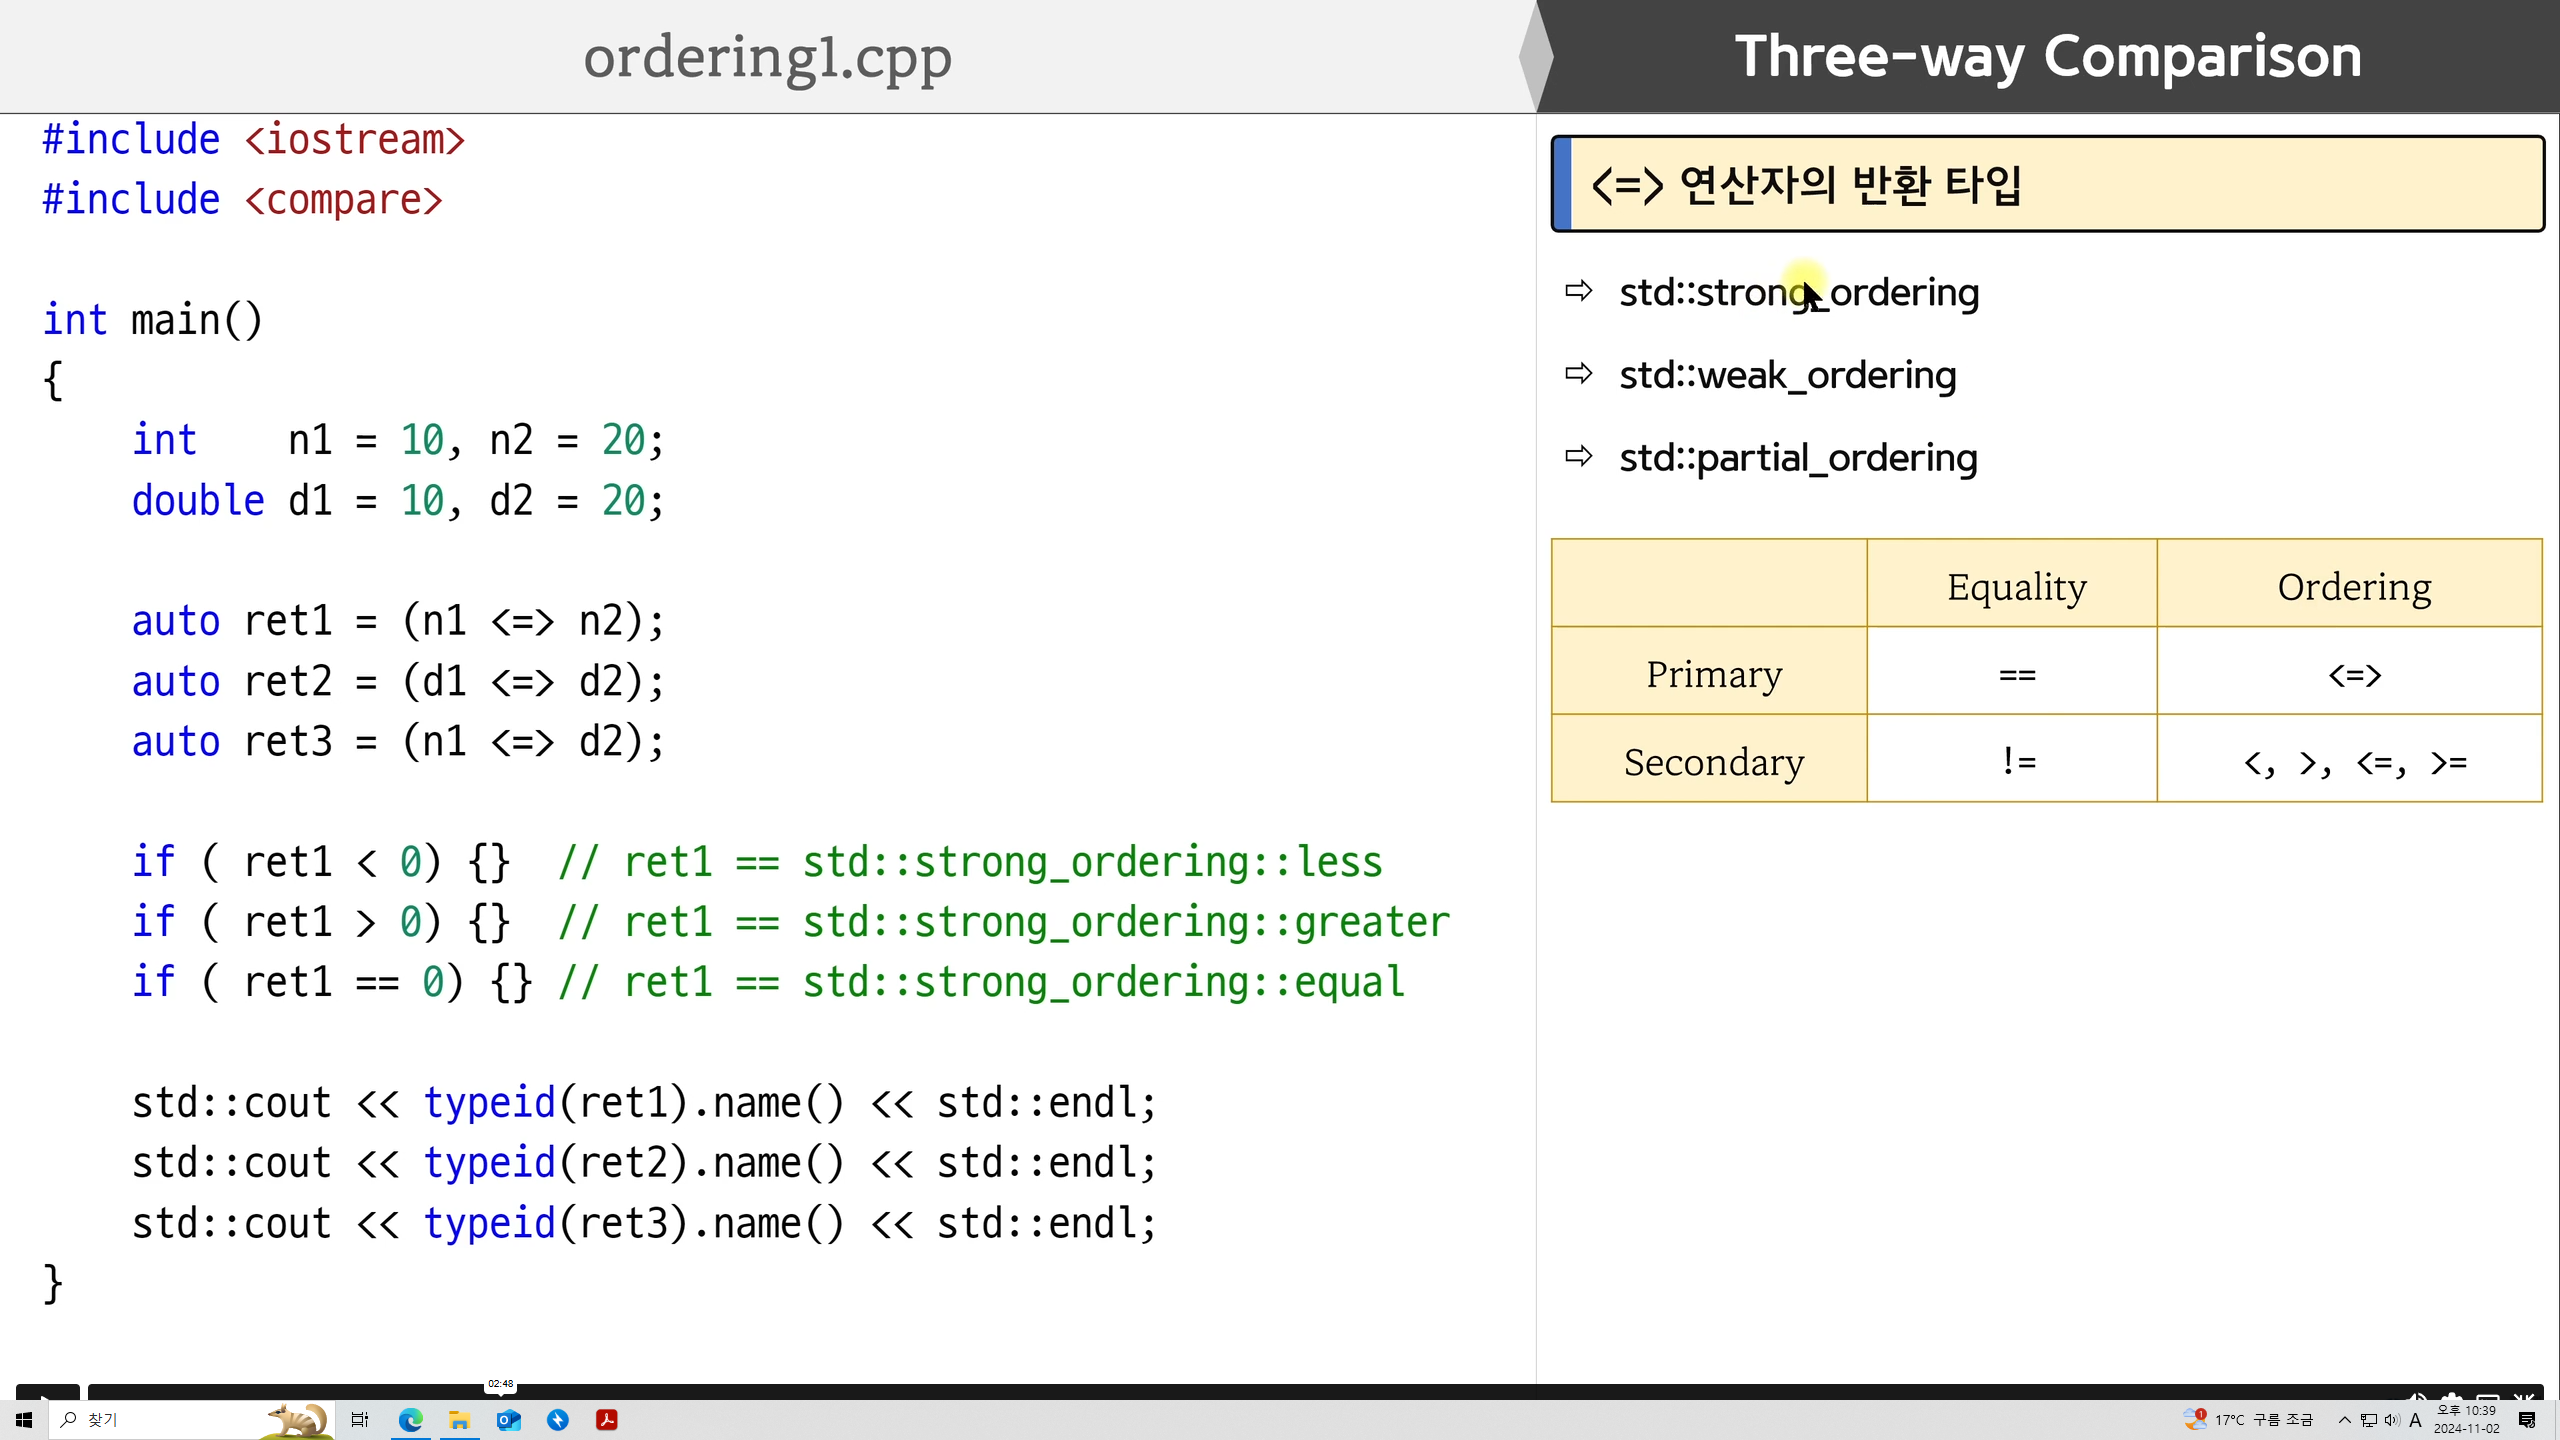 ordering1.cpp
Three-way Comparison
#include <iostream>
#include <compare>
int main()
{
    int    n1 = 10, n2 = 20;
    double d1 = 10, d2 = 20;
    auto ret1 = (n1 <=> n2);
    auto ret2 = (d1 <=> d2);
    auto ret3 = (n1 <=> d2);
    if ( ret1 < 0) {}  // ret1 == std::strong_ordering::less
    if ( ret1 > 0) {}  // ret1 == std::strong_ordering::greater
    if ( ret1 == 0) {} // ret1 == std::strong_ordering::equal
    std::cout << typeid(ret1).name() << std::endl;
    std::cout << typeid(ret2).name() << std::endl;
    std::cout << typeid(ret3).name() << std::endl;
}
<=> 연산자의 반환 타입
⇨ std::strong_ordering
⇨ std::weak_ordering
⇨ std::partial_ordering
Equality Ordering
Primary == <=>
Secondary != <, >, <=, >=
02:48
찾기
1 17°C 구름 조금 A 오후 10:39
2024-11-02